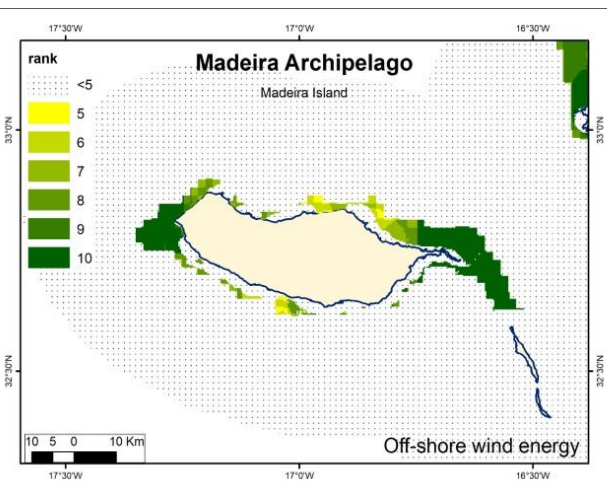 17°30'W 17°0'W 16°30'W
rank
Madeira Archipelago
Madeira Island
<5
5
6
7
8
9
10
33°0'N
33°0'N
32°30'N
32°30'N
10 5 0 10 Km
Off-shore wind energy
17°30'W 17°0'W 16°30'W